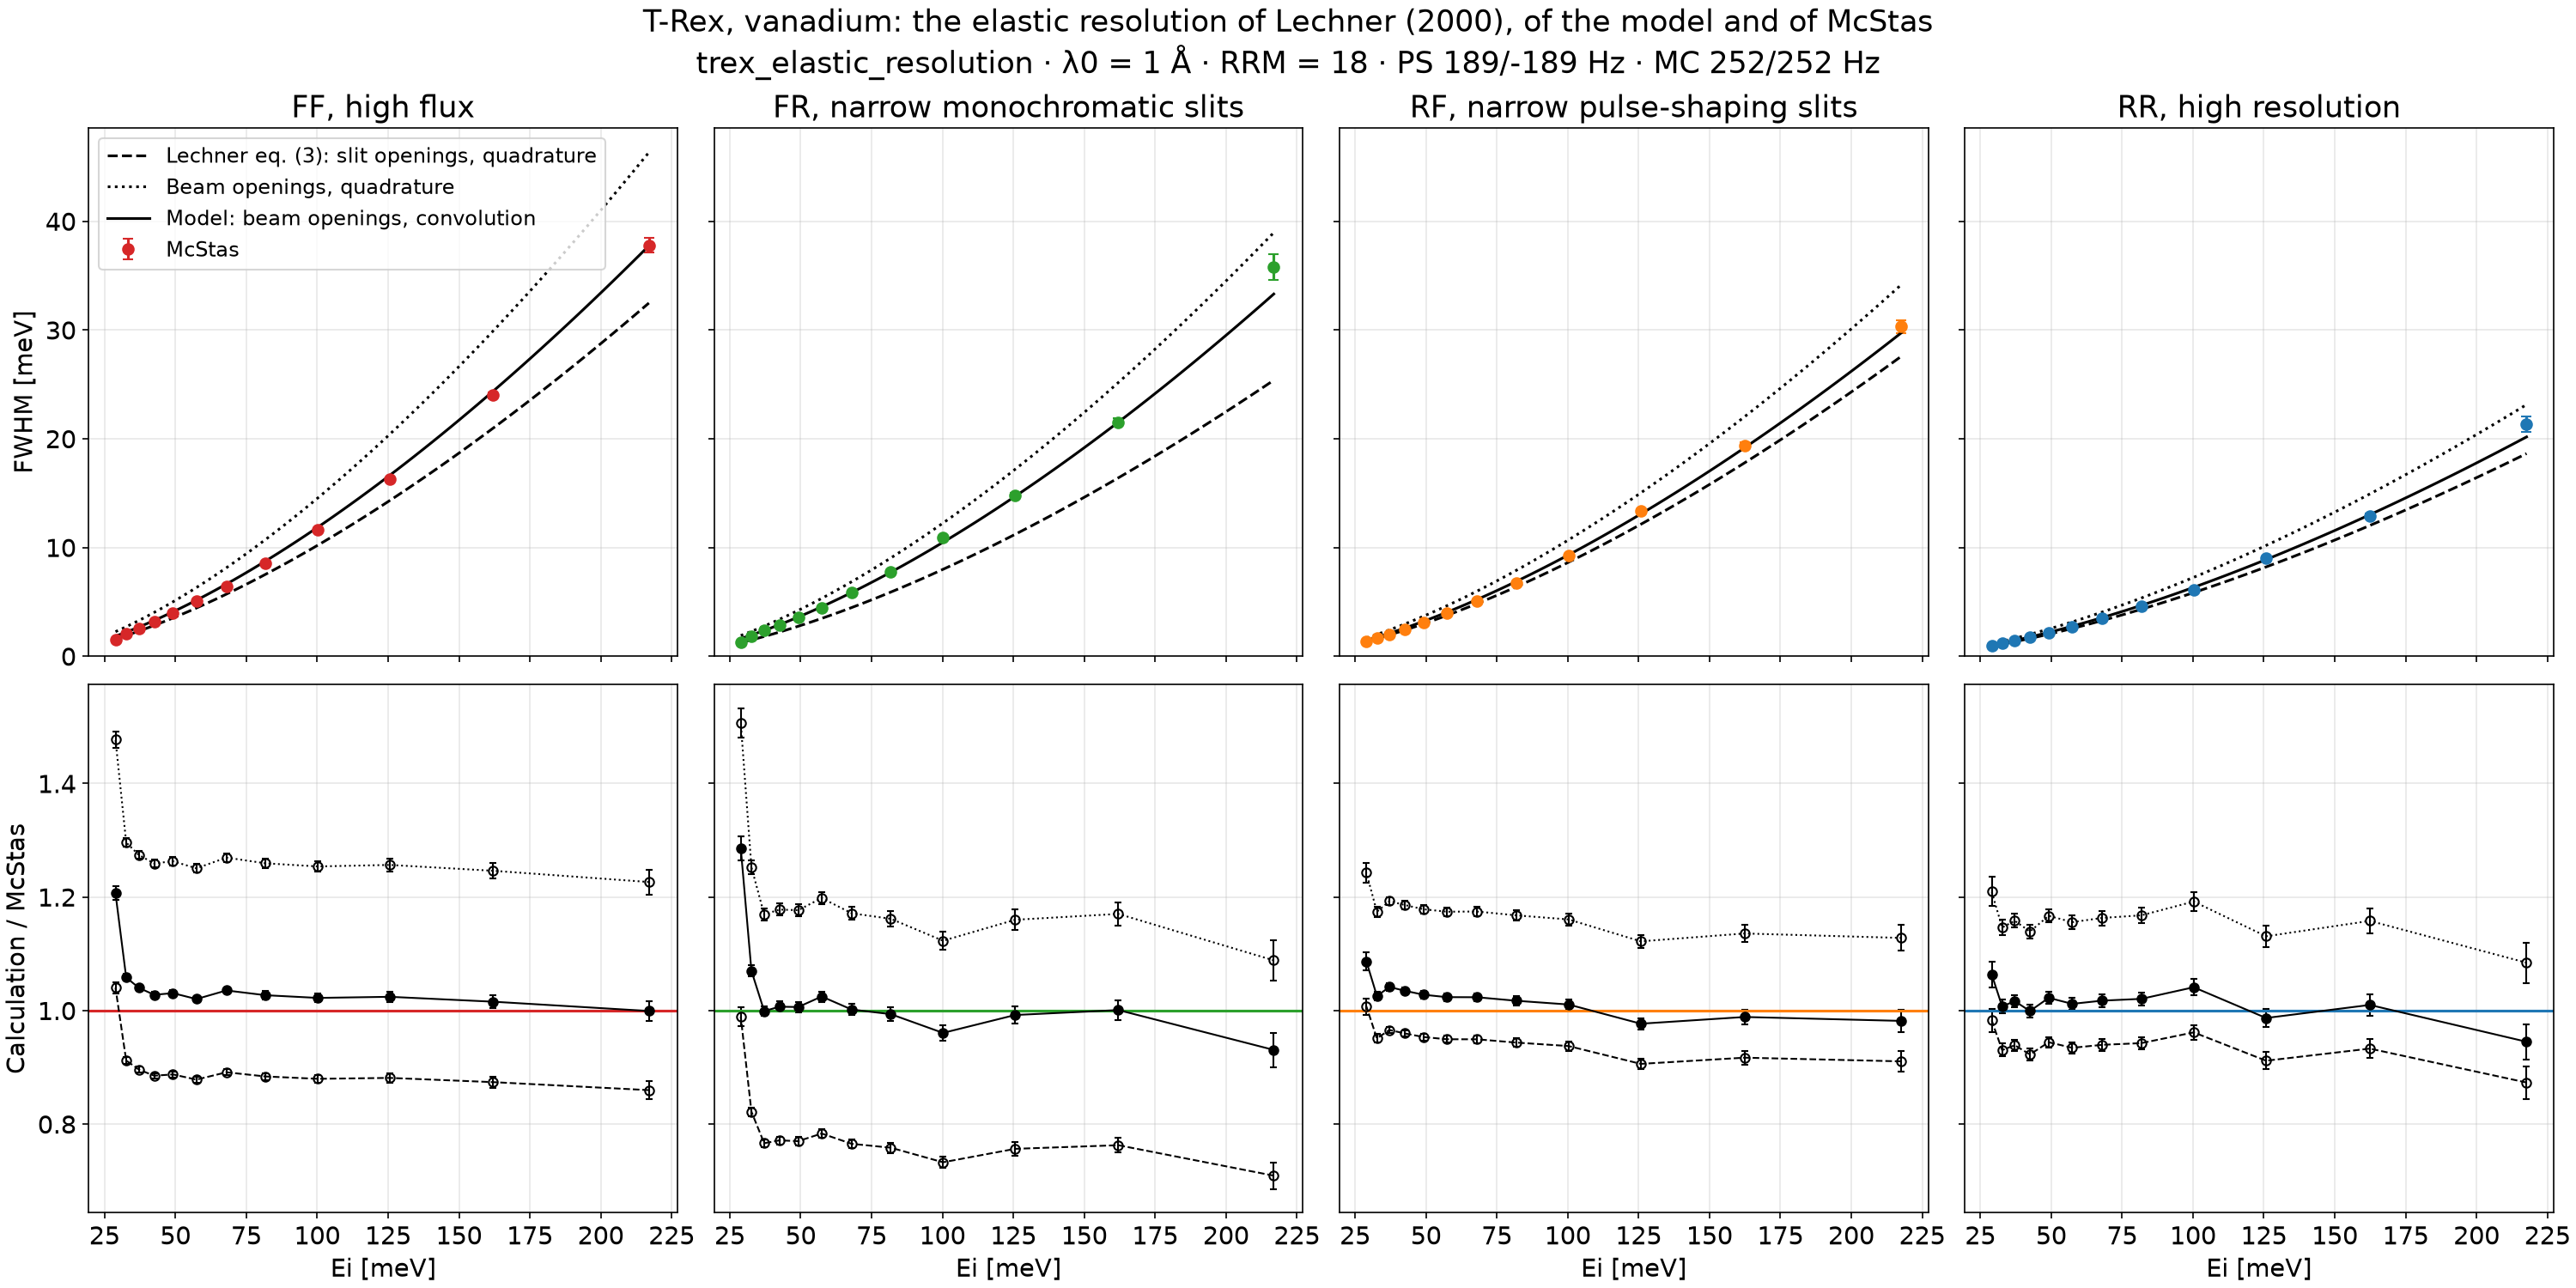 T-Rex, vanadium: the elastic resolution of Lechner (2000), of the model and of McStas
trex_elastic_resolution · λ0 = 1 Å · RRM = 18 · PS 189/-189 Hz · MC 252/252 Hz
FF, high flux
FR, narrow monochromatic slits
RF, narrow pulse-shaping slits
RR, high resolution
Lechner eq. (3): slit openings, quadrature
Beam openings, quadrature
Model: beam openings, convolution
McStas
FWHM [meV]
40
30
20
10
0
Calculation / McStas
1.4
1.2
1.0
0.8
25 50 75 100 125 150 175 200 225
25 50 75 100 125 150 175 200 225
25 50 75 100 125 150 175 200 225
25 50 75 100 125 150 175 200 225
Ei [meV]
Ei [meV]
Ei [meV]
Ei [meV]